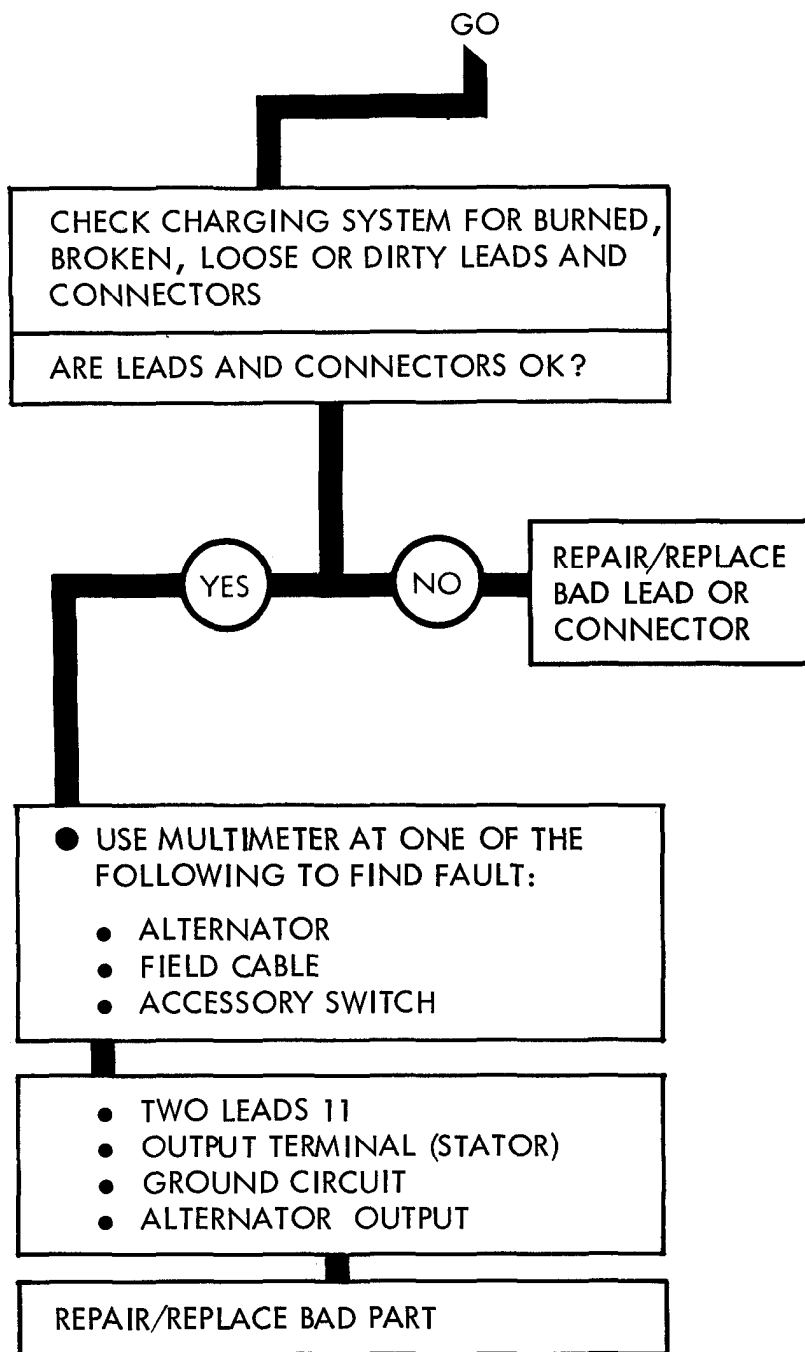 GO
CHECK CHARGING SYSTEM FOR BURNED,
BROKEN, LOOSE OR DIRTY LEADS AND
CONNECTORS
ARE LEADS AND CONNECTORS OK?
YES
NO
REPAIR/REPLACE
BAD LEAD OR
CONNECTOR
● USE MULTIMETER AT ONE OF THE
FOLLOWING TO FIND FAULT:
● ALTERNATOR
● FIELD CABLE
● ACCESSORY SWITCH
● TWO LEADS 11
● OUTPUT TERMINAL (STATOR)
● GROUND CIRCUIT
● ALTERNATOR OUTPUT
REPAIR/REPLACE BAD PART